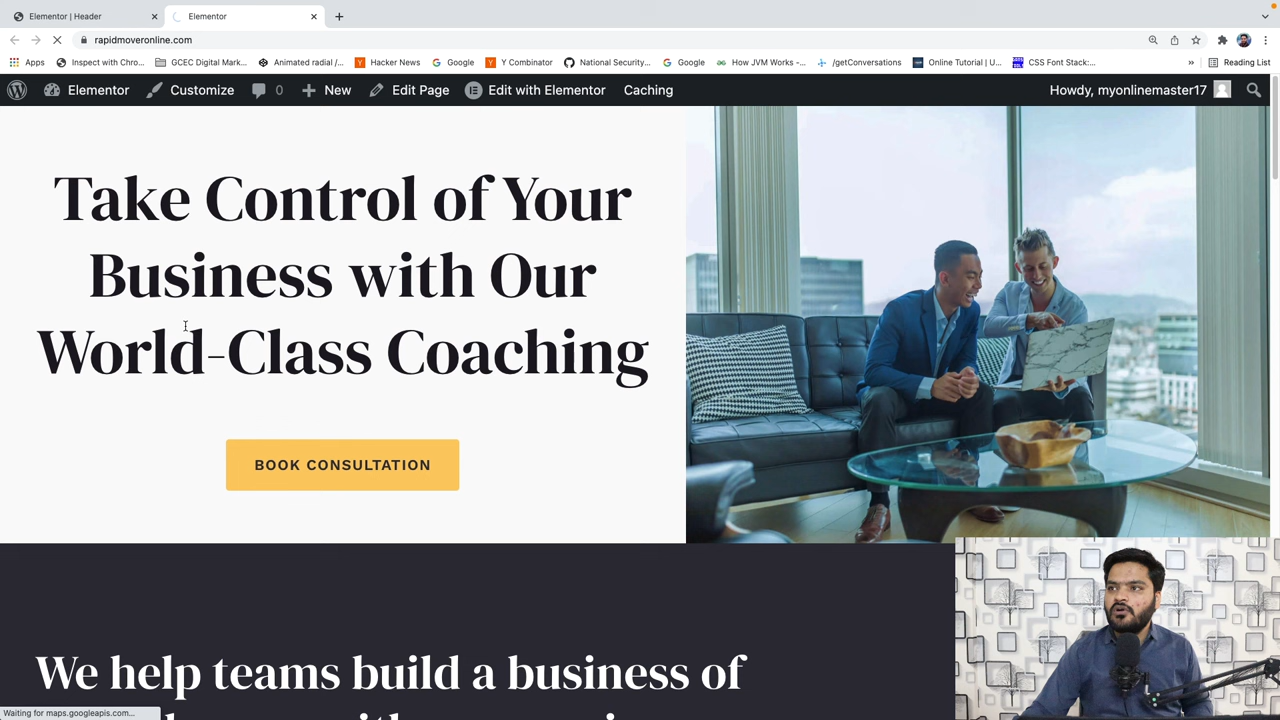 Elementor | Header
Elementor
rapidmoveronline.com
Apps
Inspect with Chro...
GCEC Digital Mark...
Animated radial /...
Hacker News
Google
Y Combinator
National Security...
Google
How JVM Works -...
/getConversations
Online Tutorial | U...
CSS Font Stack:...
»
Reading List
Elementor
Customize
0
New
Edit Page
Edit with Elementor
Caching
Howdy, myonlinemaster17
Take Control of Your
Business with Our
World-Class Coaching
BOOK CONSULTATION
We help teams build a business of
Waiting for maps.googleapis.com...